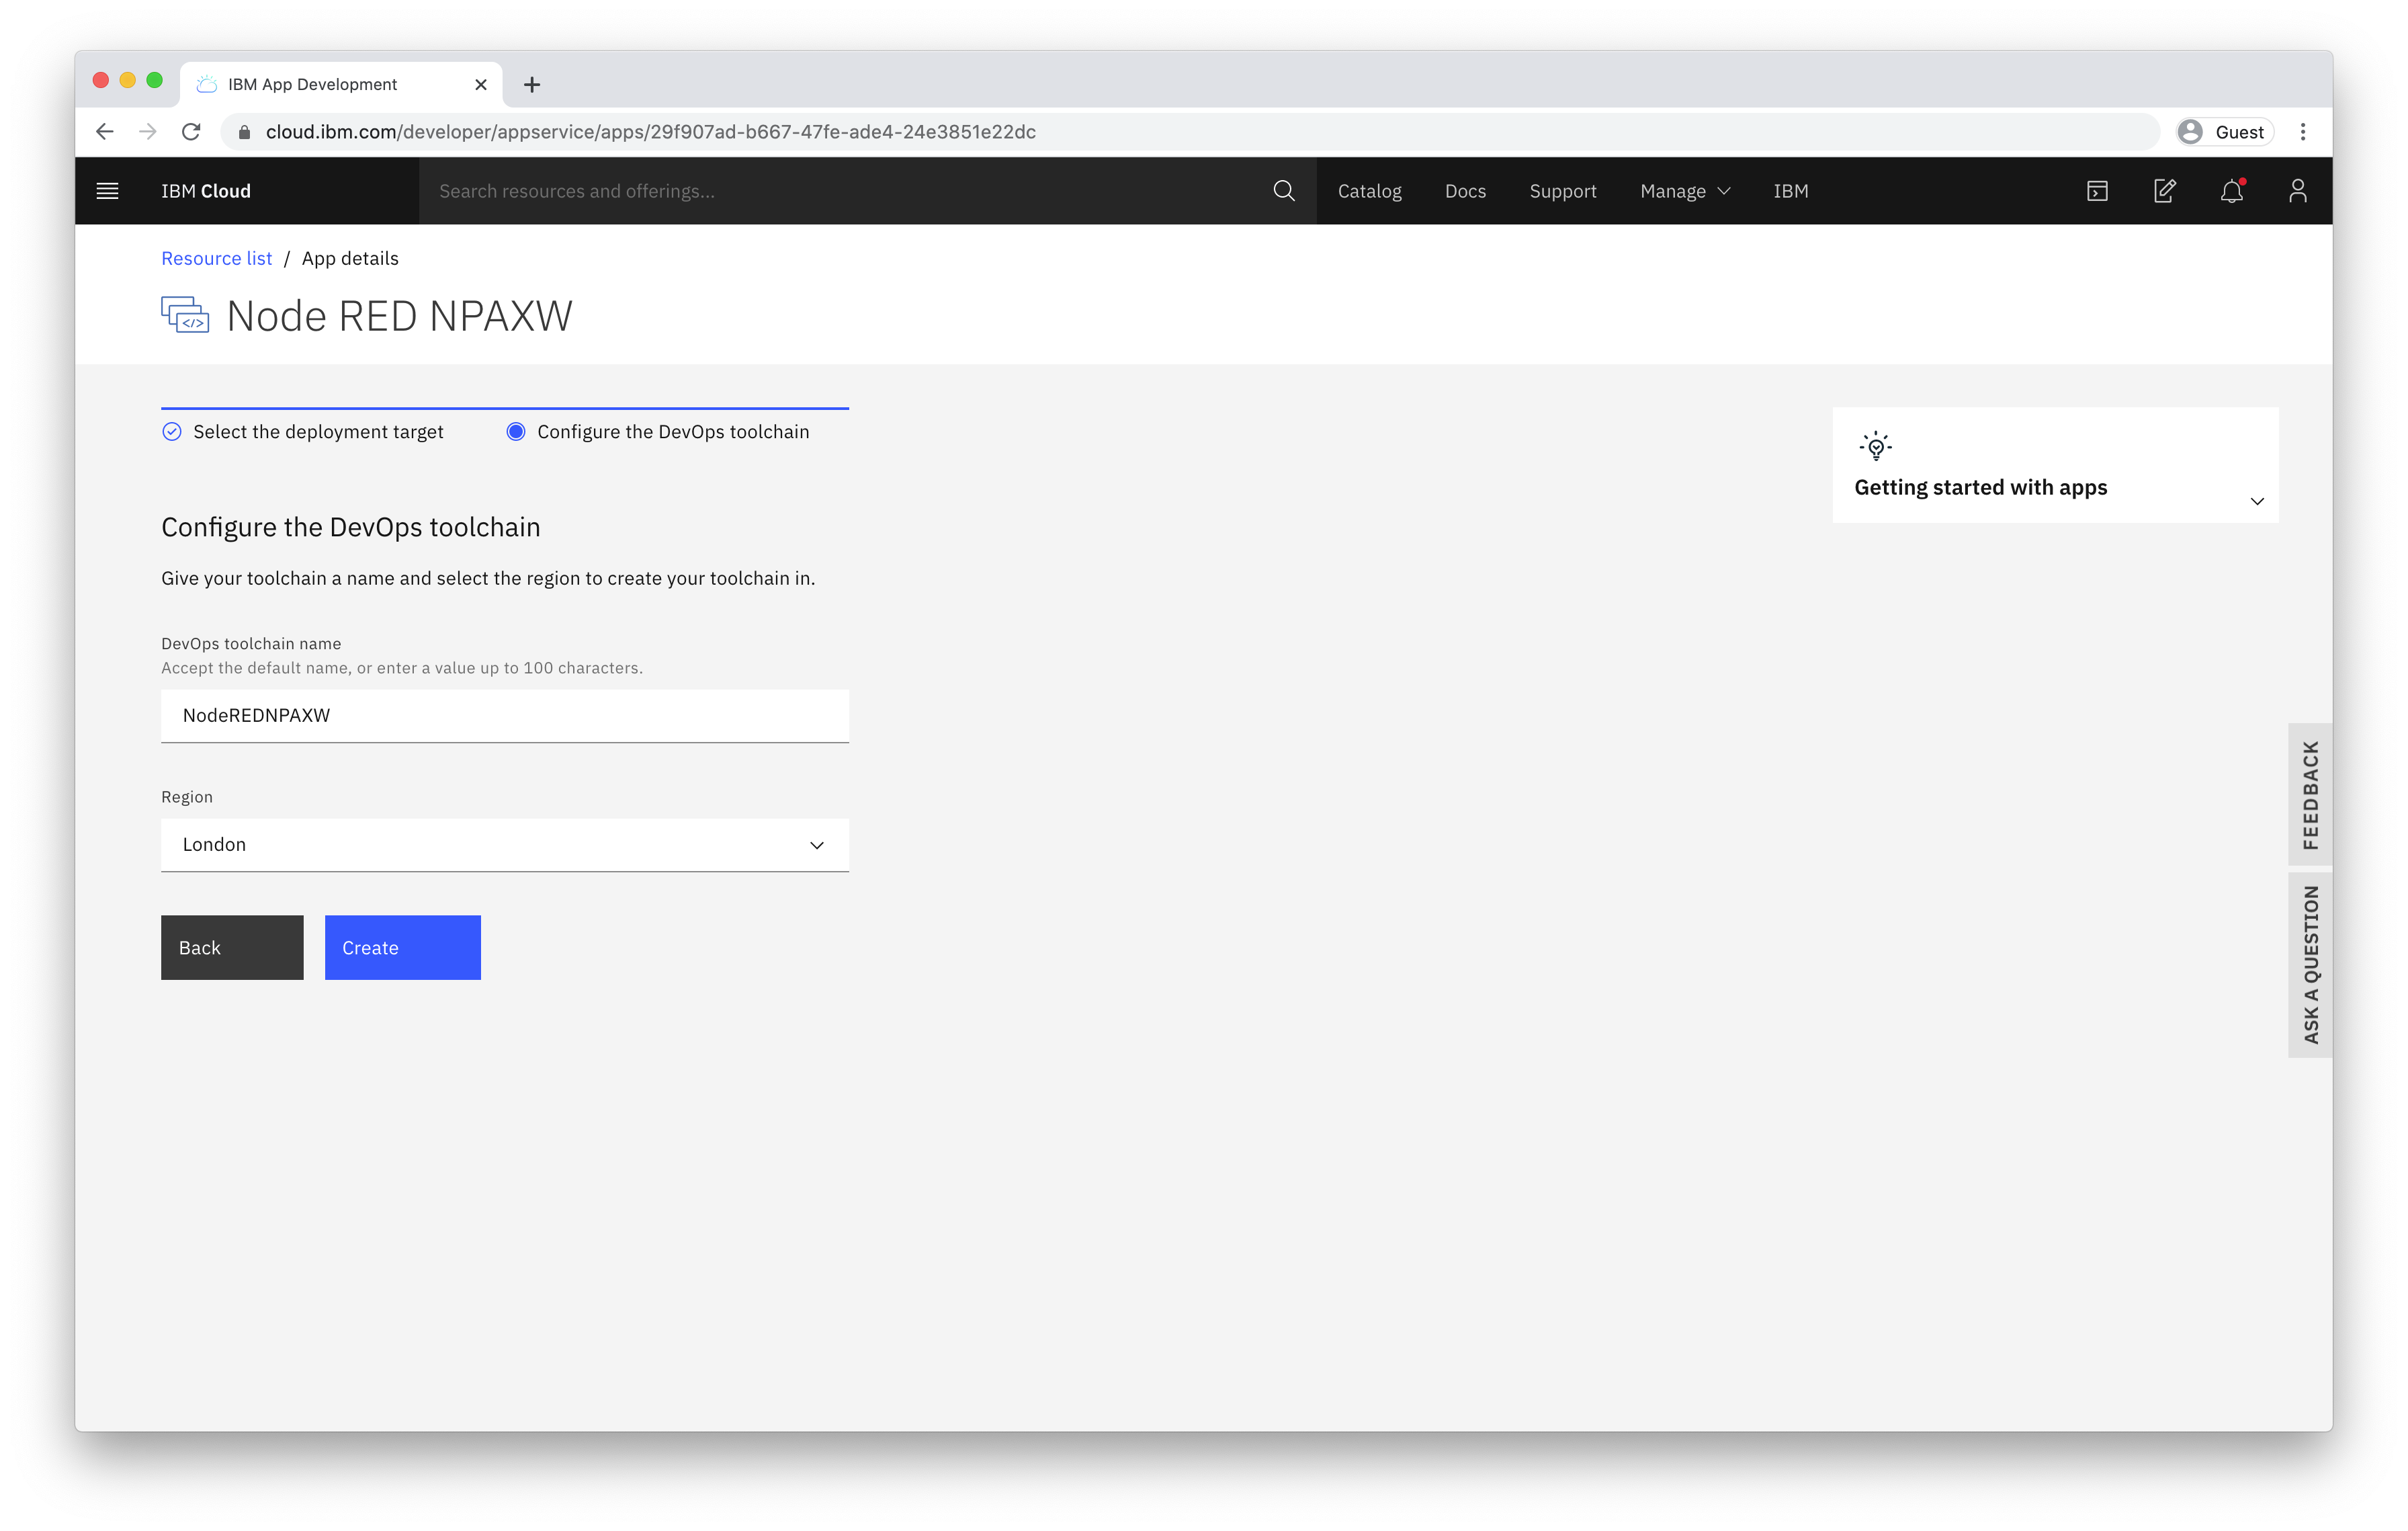 IBM App Development
cloud.ibm.com/developer/appservice/apps/29f907ad-b667-47fe-ade4-24e3851e22dc
Guest
IBM Cloud
Search resources and offerings...
Catalog
Docs
Support
Manage
IBM
Resource list / App details
</>
Node RED NPAXW
Select the deployment target
Configure the DevOps toolchain
Getting started with apps
Configure the DevOps toolchain
Give your toolchain a name and select the region to create your toolchain in.
DevOps toolchain name
Accept the default name, or enter a value up to 100 characters.
NodeREDNPAXW
Region
London
Back
Create
FEEDBACK
ASK A QUESTION